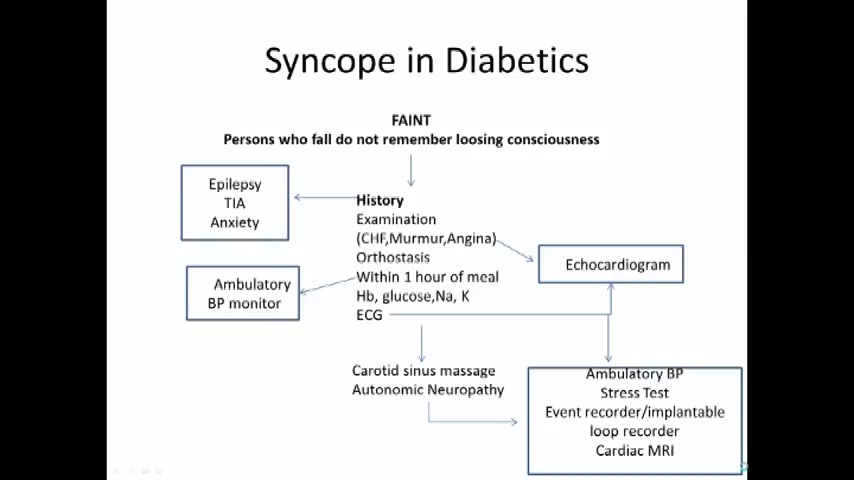 Syncope in Diabetics
FAINT
Persons who fall do not remember loosing consciousness
Epilepsy
TIA
Anxiety
History
Examination
(CHF,Murmur,Angina)
Orthostasis
Within 1 hour of meal
Hb, glucose,Na, K
ECG
Echocardiogram
Ambulatory
BP monitor
Carotid sinus massage
Autonomic Neuropathy
Ambulatory BP
Stress Test
Event recorder/implantable
loop recorder
Cardiac MRI